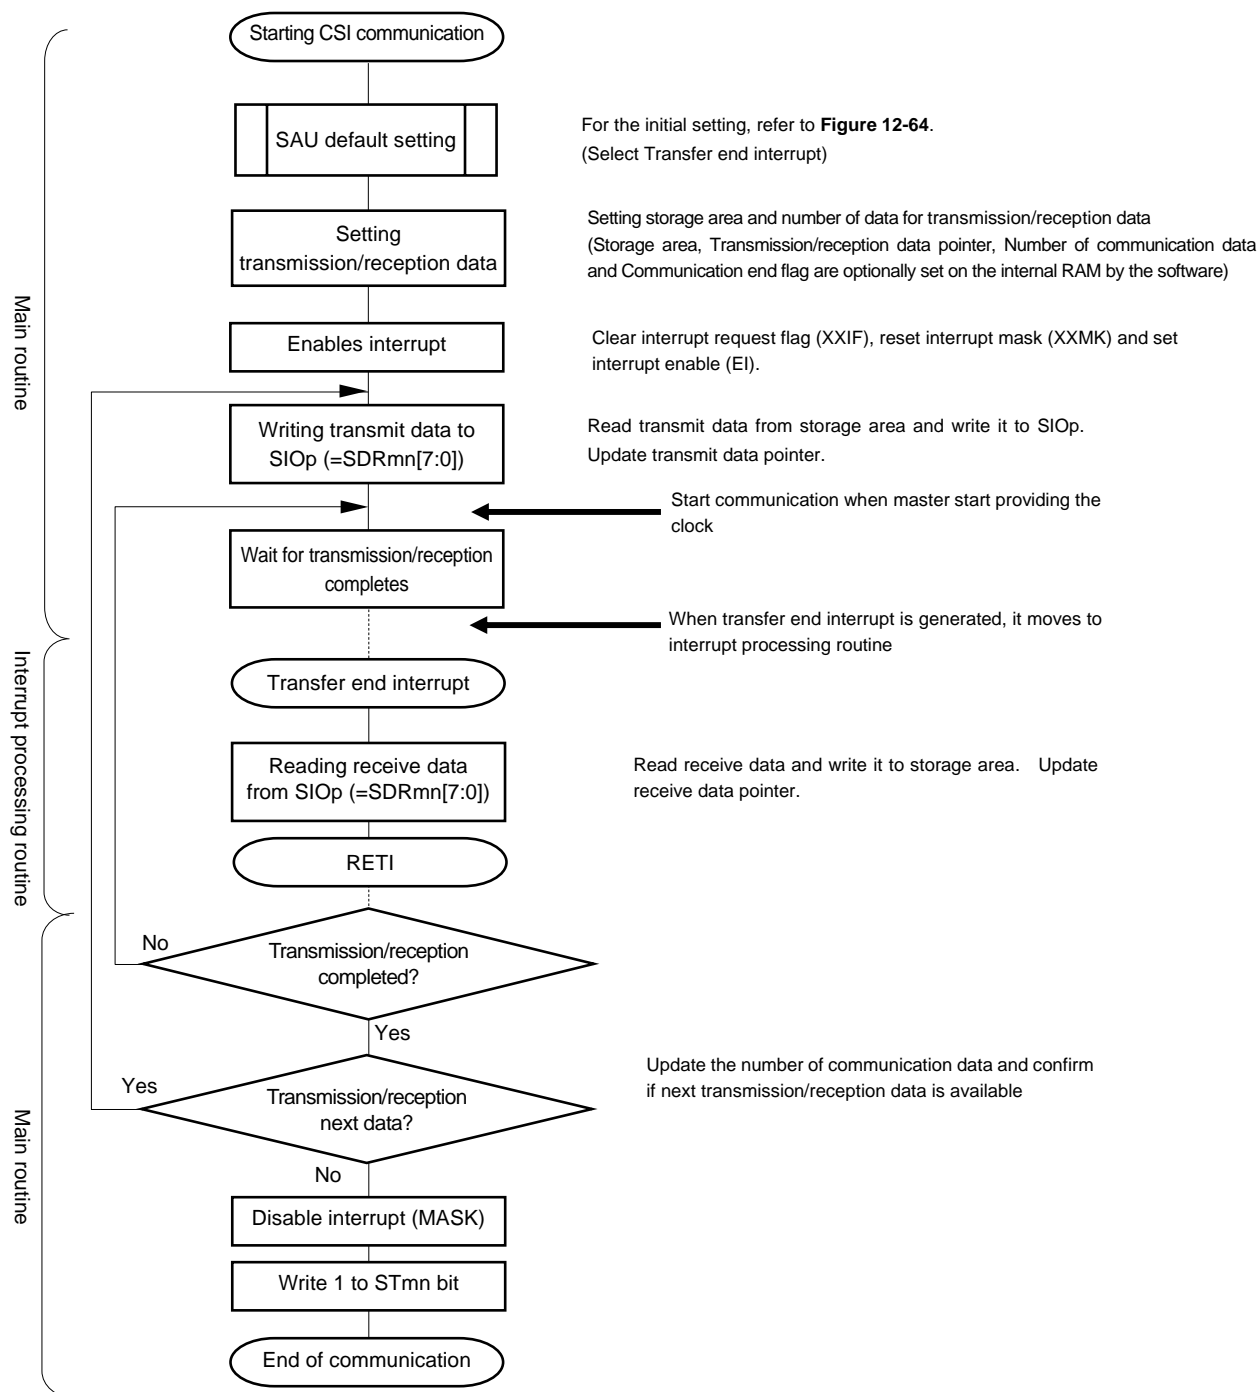 Starting CSI communication
SAU default setting
For the initial setting, refer to Figure 12-64.
(Select Transfer end interrupt)
Setting
transmission/reception data
Setting storage area and number of data for transmission/reception data
(Storage area, Transmission/reception data pointer, Number of communication data
and Communication end flag are optionally set on the internal RAM by the software)
Main routine
Enables interrupt
Clear interrupt request flag (XXIF), reset interrupt mask (XXMK) and set
interrupt enable (EI).
Writing transmit data to
SIOp (=SDRmn[7:0])
Read transmit data from storage area and write it to SIOp.
Update transmit data pointer.
Start communication when master start providing the
clock
Wait for transmission/reception
completes
When transfer end interrupt is generated, it moves to
interrupt processing routine
Interrupt processing routine
Transfer end interrupt
Reading receive data
from SIOp (=SDRmn[7:0])
Read receive data and write it to storage area. Update
receive data pointer.
RETI
No
Transmission/reception
completed?
Yes
Main routine
Yes
Transmission/reception
next data?
Update the number of communication data and confirm
if next transmission/reception data is available
No
Disable interrupt (MASK)
Write 1 to STmn bit
End of communication